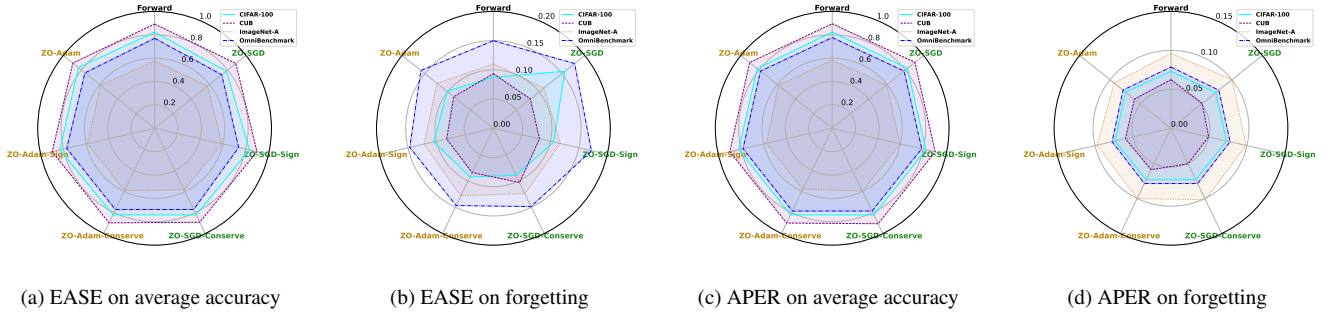 Forward
1.0
0.8
0.6
0.4
0.2
ZO-Adam
ZO-SGD
ZO-Adam-Sign
ZO-SGD-Sign
ZO-Adam-Conserve
ZO-SGD-Conserve
CIFAR-100
CUB
ImageNet-A
OmniBenchmark
(a) EASE on average accuracy
Forward
0.20
0.15
0.10
0.05
0.00
ZO-Adam
ZO-SGD
ZO-Adam-Sign
ZO-SGD-Sign
ZO-Adam-Conserve
ZO-SGD-Conserve
CIFAR-100
CUB
ImageNet-A
OmniBenchmark
(b) EASE on forgetting
Forward
1.0
0.8
0.6
0.4
0.2
ZO-Adam
ZO-SGD
ZO-Adam-Sign
ZO-SGD-Sign
ZO-Adam-Conserve
ZO-SGD-Conserve
CIFAR-100
CUB
ImageNet-A
OmniBenchmark
(c) APER on average accuracy
Forward
0.15
0.10
0.05
0.00
ZO-Adam
ZO-SGD
ZO-Adam-Sign
ZO-SGD-Sign
ZO-Adam-Conserve
ZO-SGD-Conserve
CIFAR-100
CUB
ImageNet-A
OmniBenchmark
(d) APER on forgetting